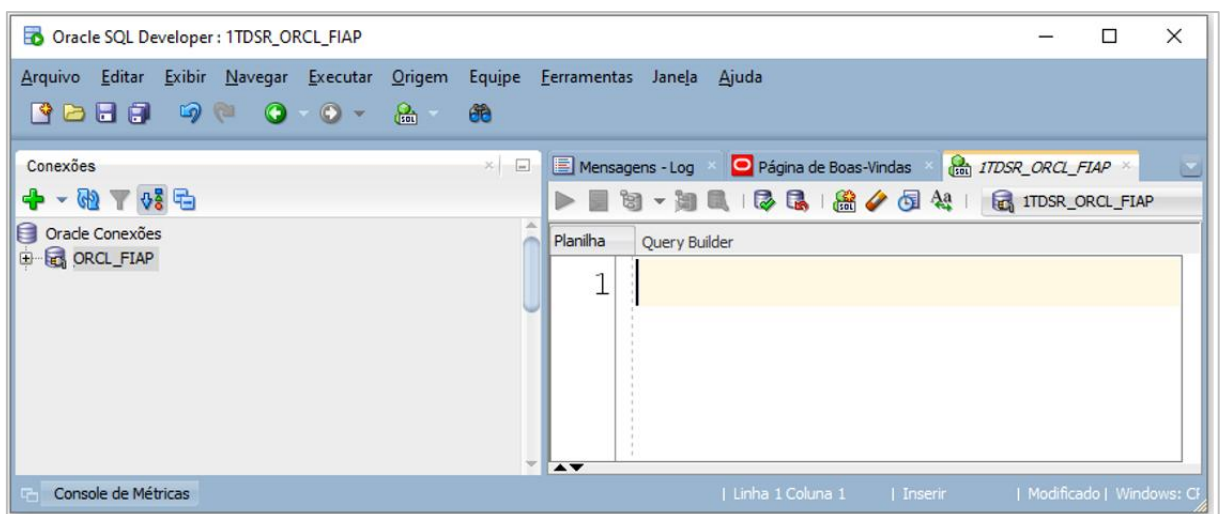 Oracle SQL Developer : 1TDSR_ORCL_FIAP
Arquivo Editar Exibir Navegar Executar Origem Equipe Ferramentas Janela Ajuda
SQL
Conexões
Mensagens - Log
Página de Boas-Vindas
1TDSR_ORCL_FIAP
1TDSR_ORCL_FIAP
Oracle Conexões
ORCL_FIAP
Planilha Query Builder
1
Console de Métricas
| Linha 1 Coluna 1 | Inserir | Modificado | Windows: